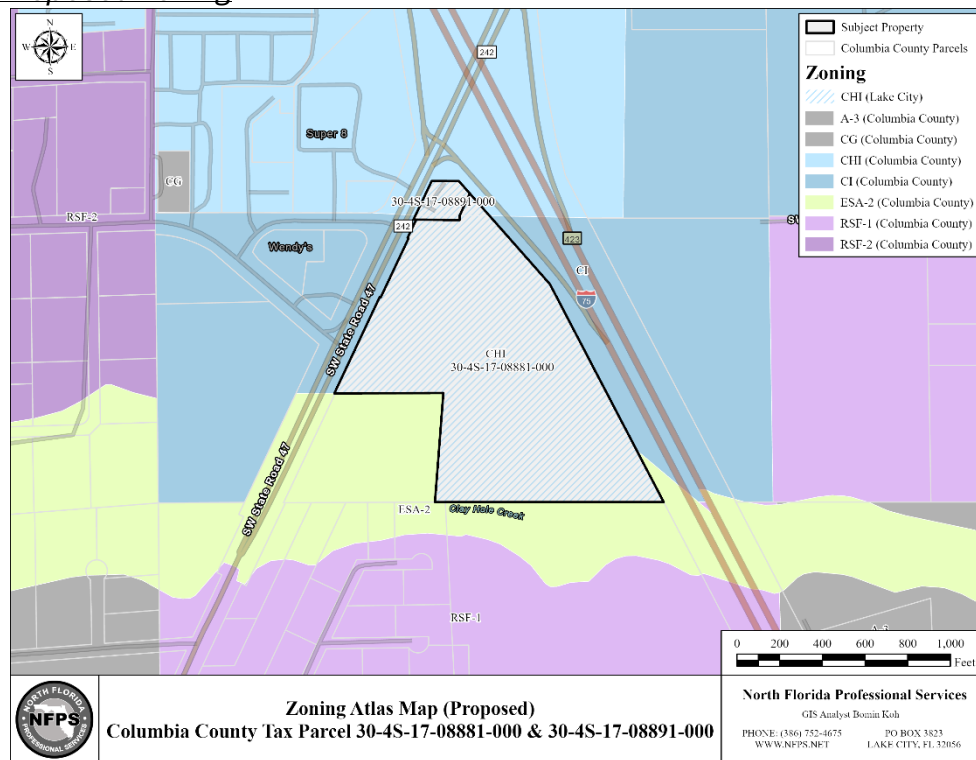 N
W E
S
242
Subject Property
Columbia County Parcels
Zoning
CHI (Lake City)
A-3 (Columbia County)
CG (Columbia County)
CHI (Columbia County)
CI (Columbia County)
ESA-2 (Columbia County)
RSF-1 (Columbia County)
RSF-2 (Columbia County)
Super 8
CG
30-4S-17-08891-000
RSF-2
242
Wendy's
423
CI
75
SW State Road 47
CHI
30-4S-17-08881-000
SW State Road 47
ESA-2
Clay Hole Creek
RSF-1
A-3
0 200 400 600 800 1,000
Feet
NORTH FLORIDA
NFPS
PROFESSIONAL SERVICES
Zoning Atlas Map (Proposed)
Columbia County Tax Parcel 30-4S-17-08881-000 & 30-4S-17-08891-000
North Florida Professional Services
GIS Analyst Bomin Koh
PHONE: (386) 752-4675 PO BOX 3823
WWW.NFPS.NET LAKE CITY, FL 32056